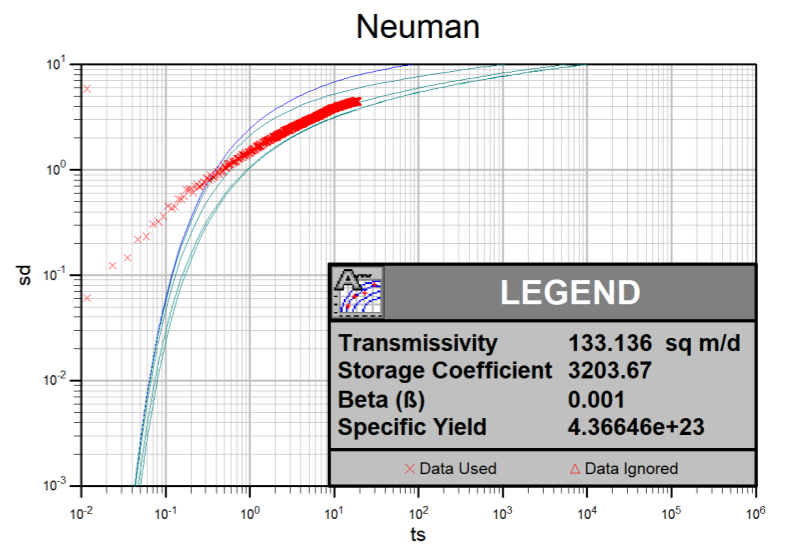 Neuman
sd
10¹
10⁰
10⁻¹
10⁻²
10⁻³
LEGEND
Transmissivity 133.136 sq m/d
Storage Coefficient 3203.67
Beta (ß) 0.001
Specific Yield 4.36646e+23
Data Used Data Ignored
10⁻² 10⁻¹ 10⁰ 10¹ 10² 10³ 10⁴ 10⁵ 10⁶
ts